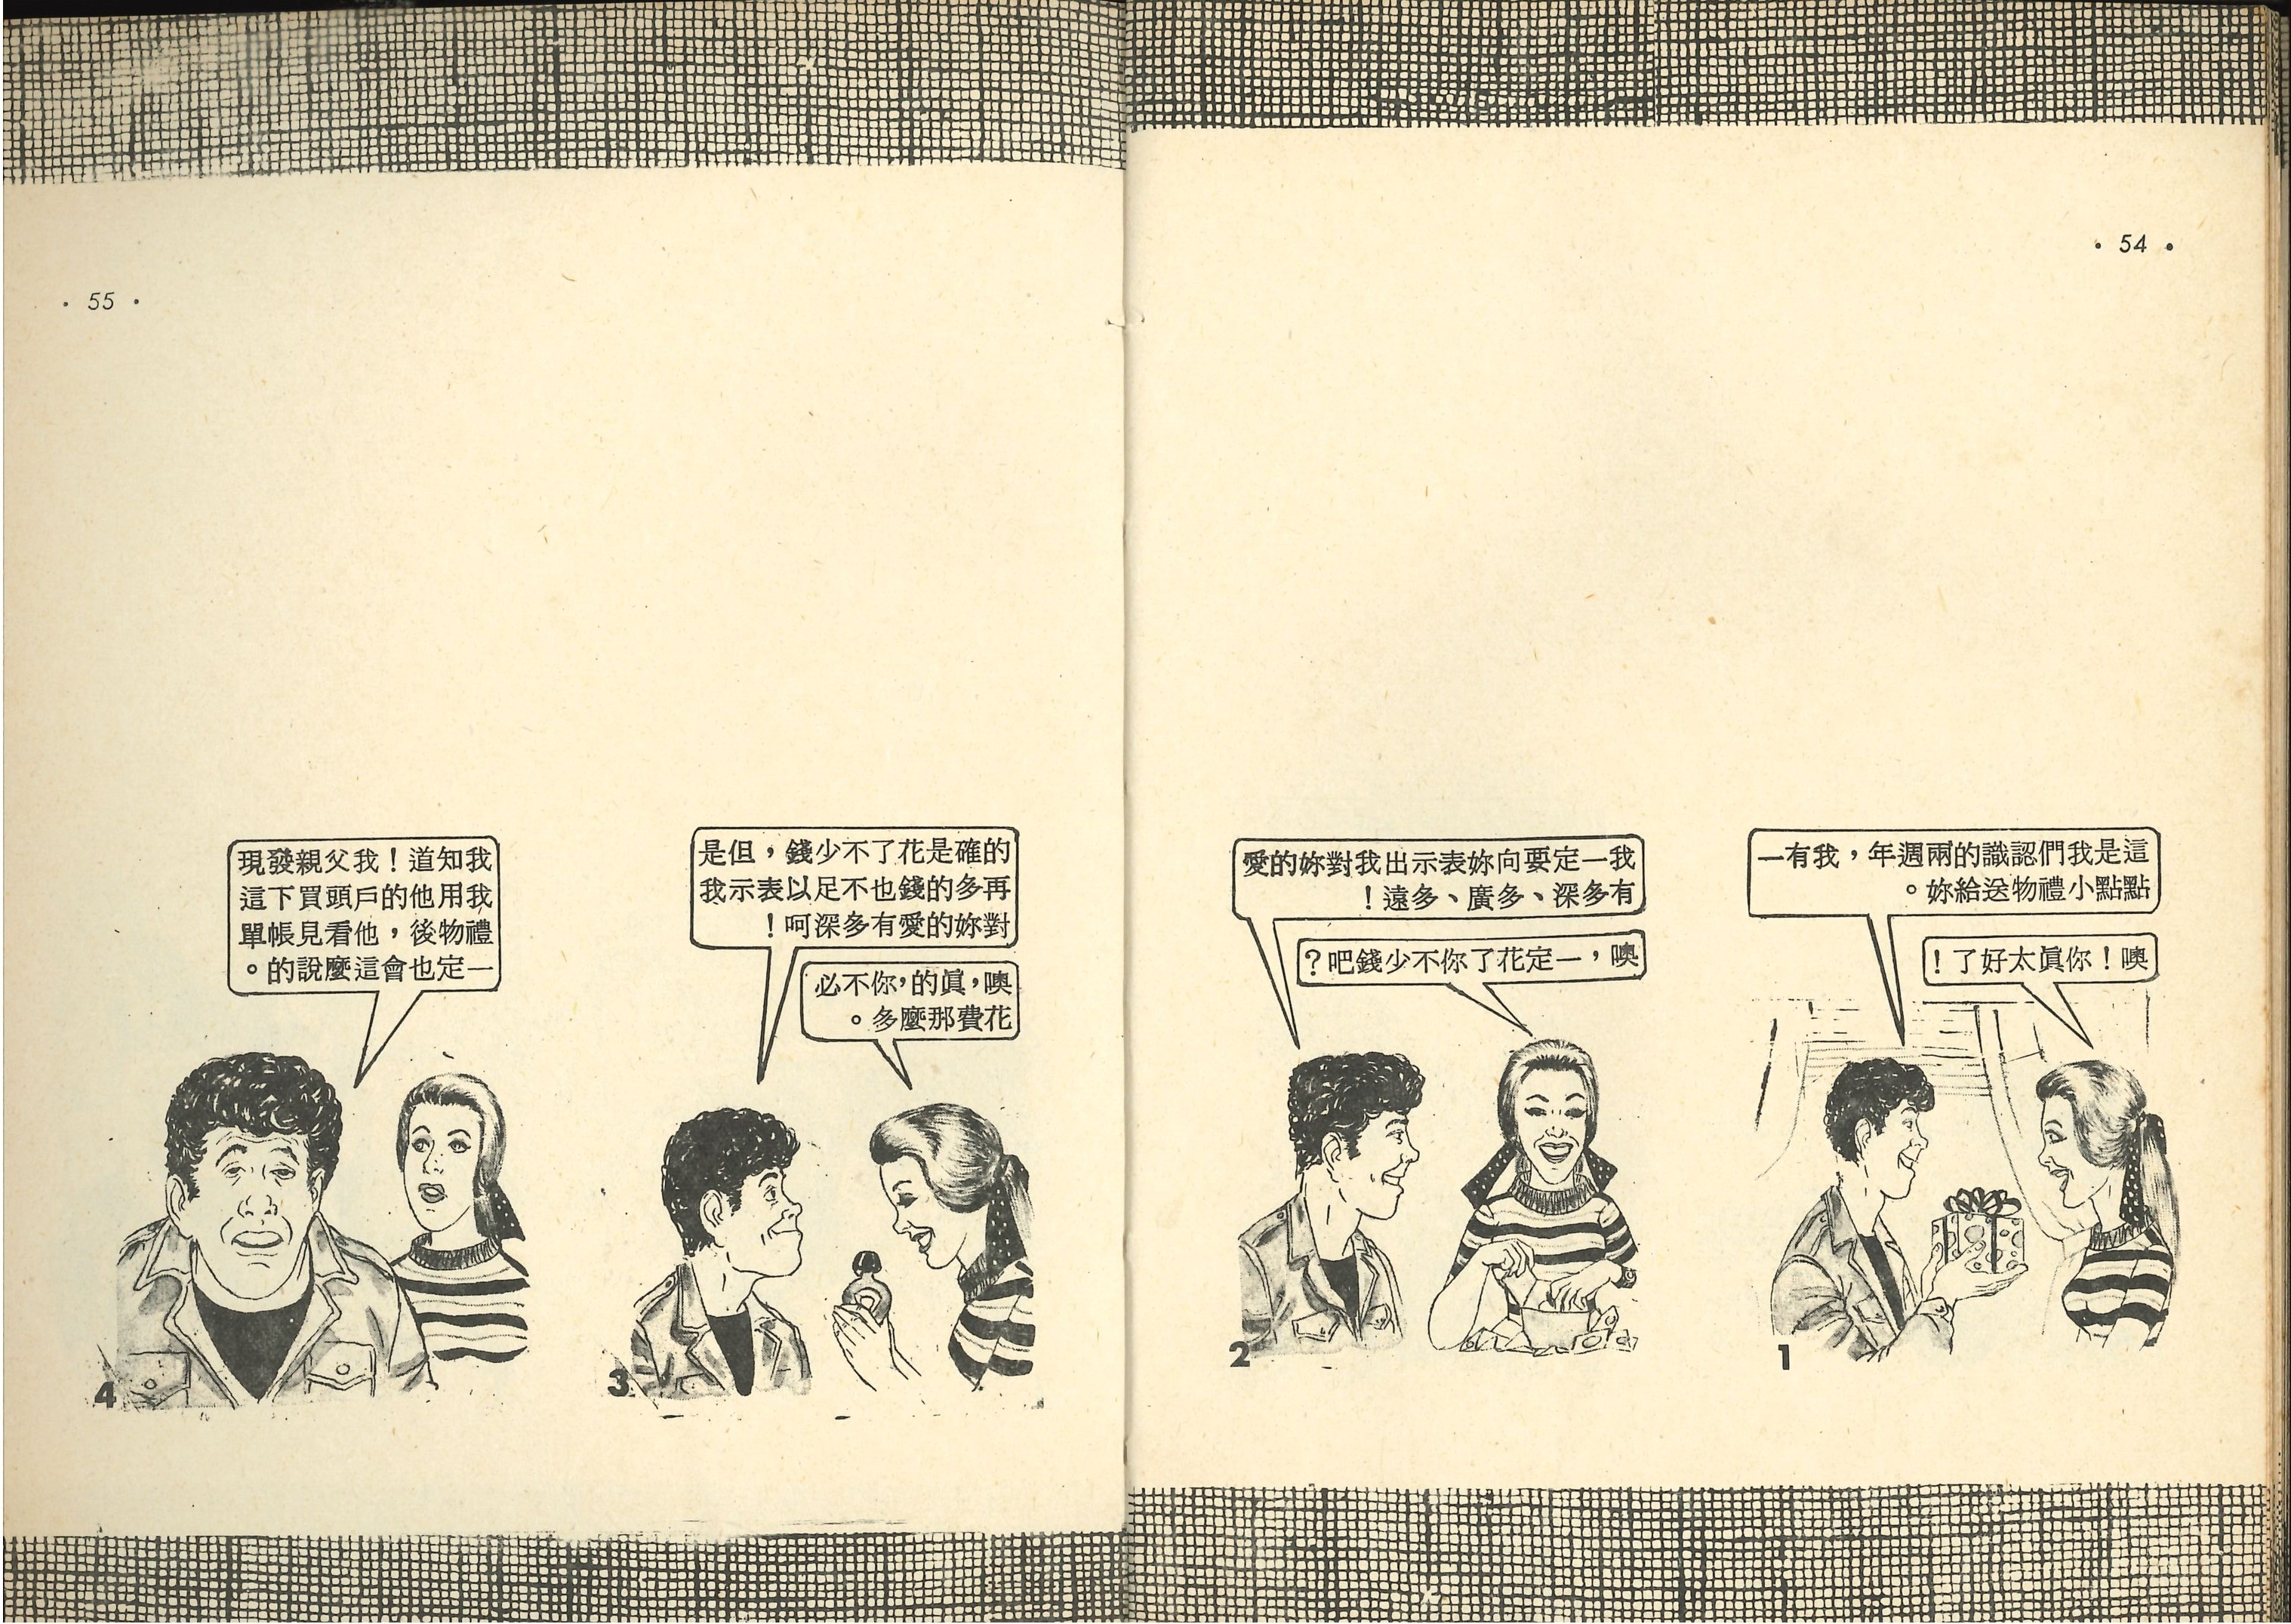 · 54 ·
這是我們認識的兩週年，我有一
點點小禮物送給妳。
噢！你眞太好了！
1
我一定要向妳表示出我對妳的愛
有多深、多廣、多遠！
噢，一定花了你不少錢吧？
2
· 55 ·
的確是花了不少錢，但是
再多的錢也不足以表示我
對妳的愛有多深呵！
噢，眞的，你不必
花費那麼多。
3
我知道！我父親發現
我用他的戶頭買下這
禮物後，他看見帳單
一定也會這麼說的。
4